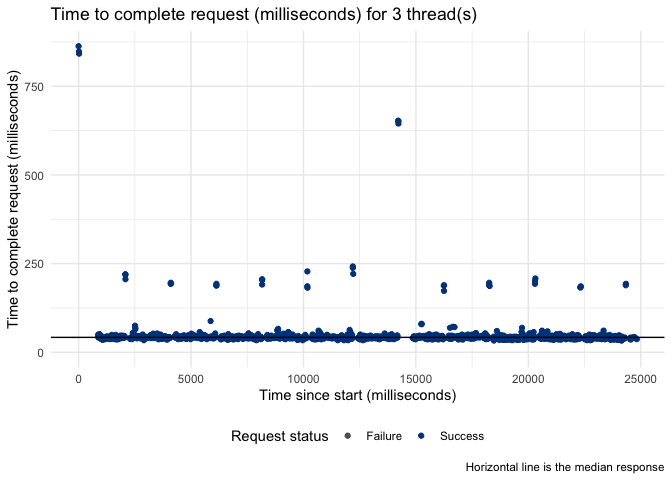 Time to complete request (milliseconds) for 3 thread(s)
Time to complete request (milliseconds)
750
500
250
0
0 5000 10000 15000 20000 25000
Time since start (milliseconds)
Request status Failure Success
Horizontal line is the median response